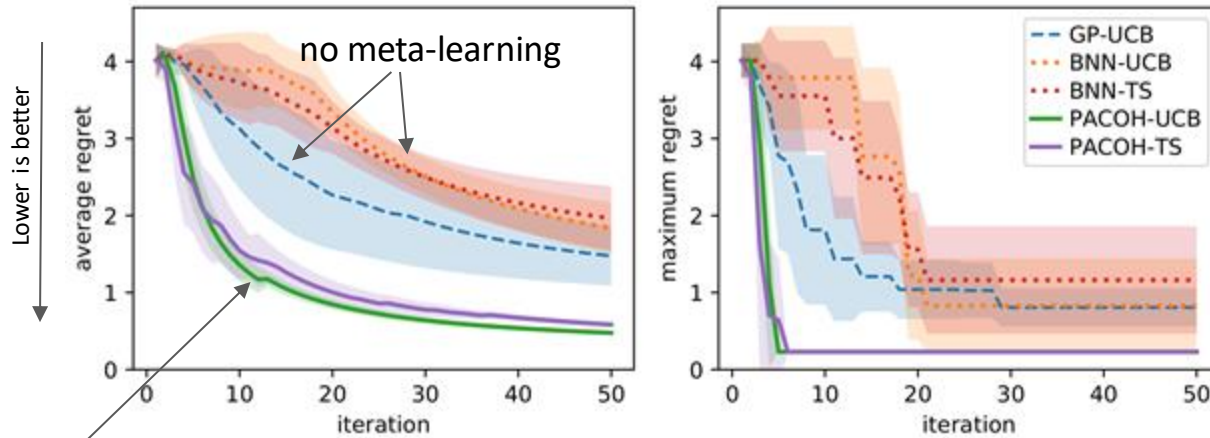 Lower is better
average regret
4
3
2
1
0
0 10 20 30 40 50
iteration
no meta-learning
maximum regret
4
3
2
1
0
0 10 20 30 40 50
iteration
GP-UCB
BNN-UCB
BNN-TS
PACOH-UCB
PACOH-TS